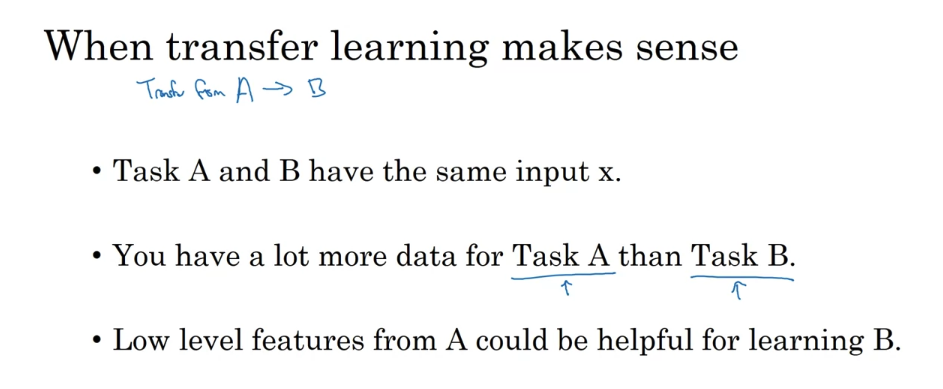 When transfer learning makes sense
Transfer from A → B
• Task A and B have the same input x.
• You have a lot more data for Task A than Task B.
↑ ↑
• Low level features from A could be helpful for learning B.